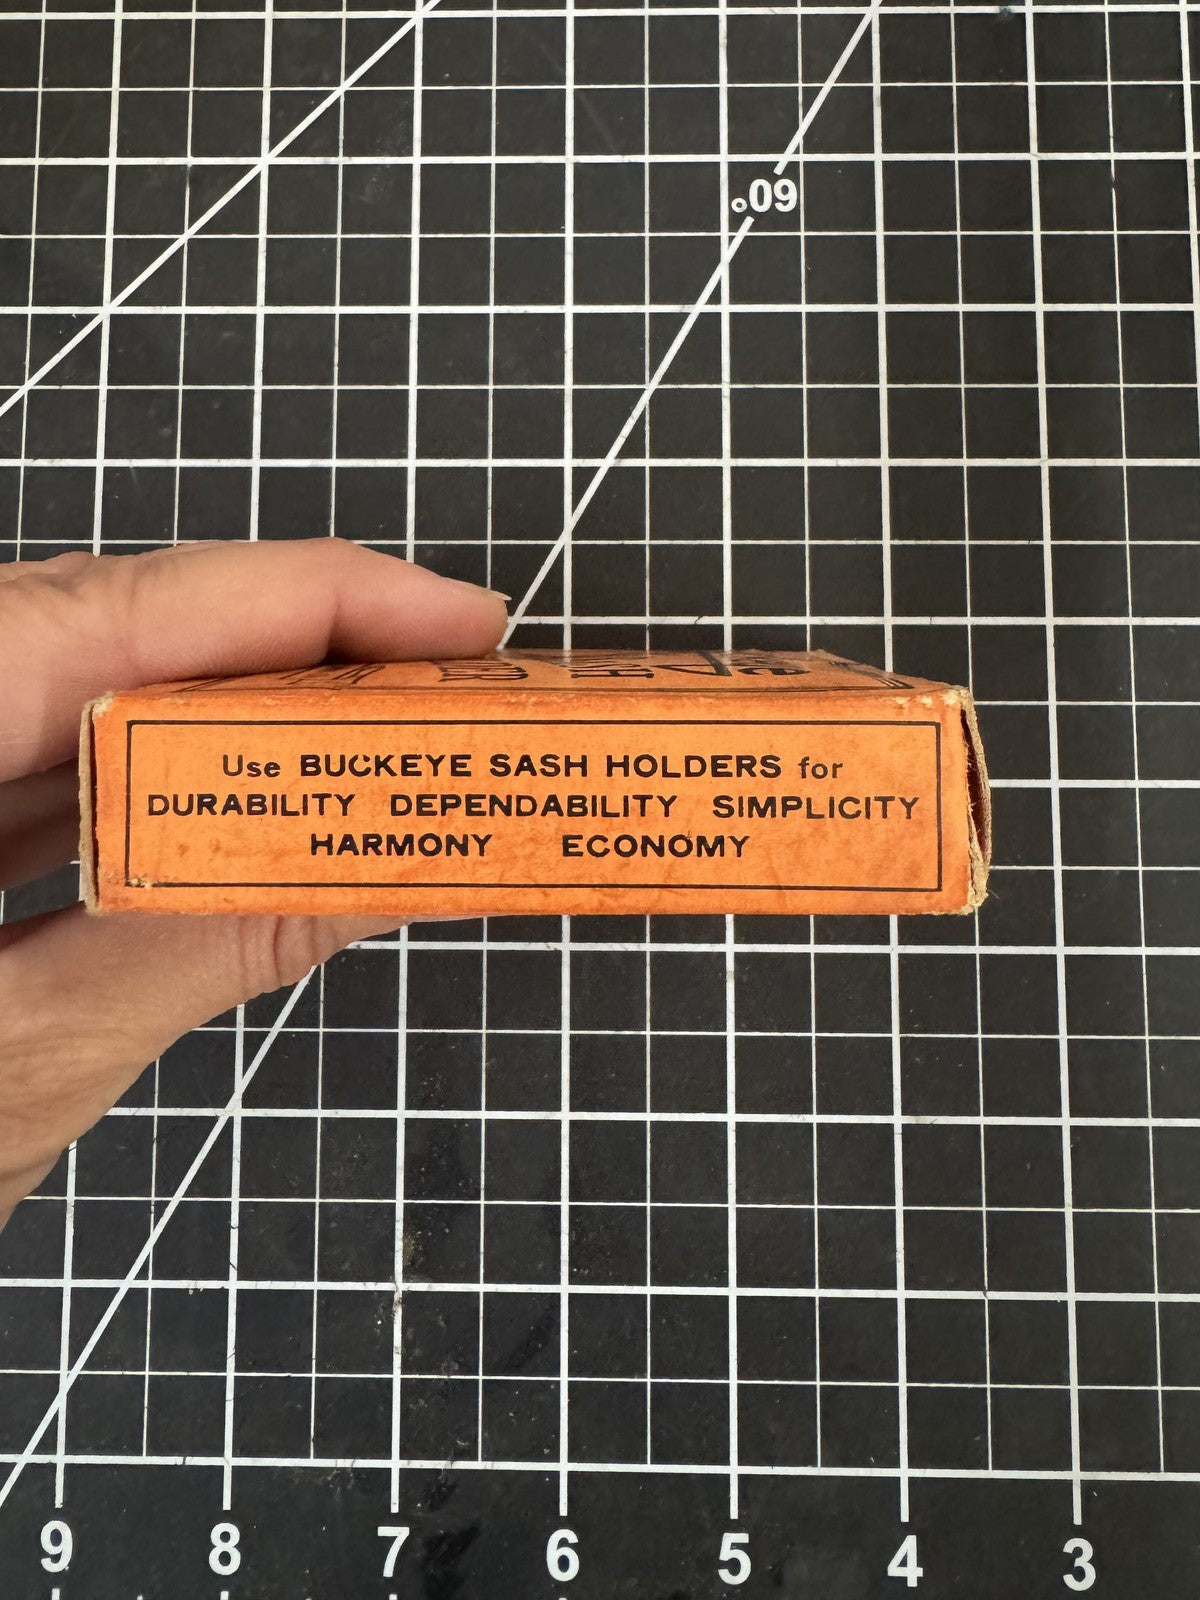 60°
Use BUCKEYE SASH HOLDERS for
DURABILITY DEPENDABILITY SIMPLICITY
HARMONY ECONOMY
9 8 7 6 5 4 3